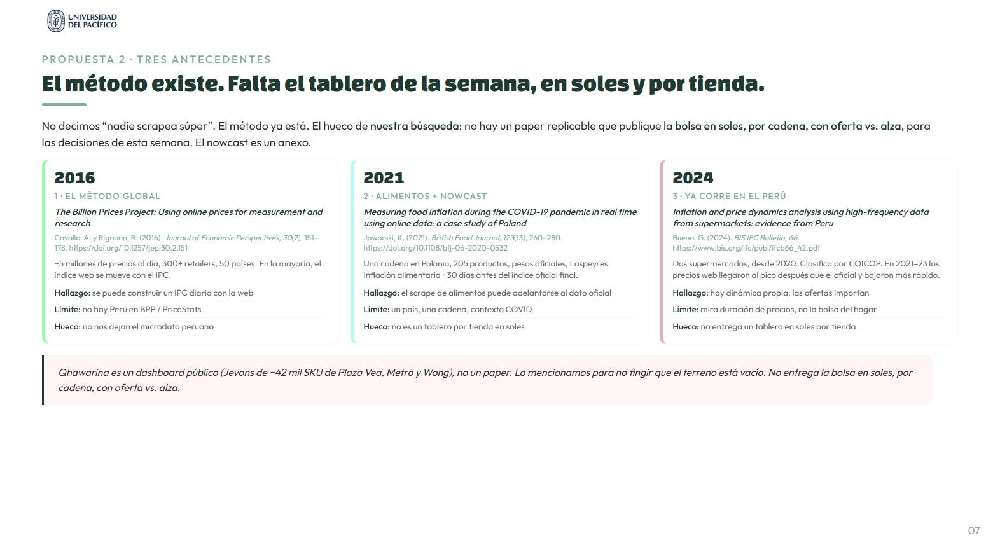 UNIVERSIDAD
DEL PACÍFICO
PROPUESTA 2 · TRES ANTECEDENTES
El método existe. Falta el tablero de la semana, en soles y por tienda.
No decimos “nadie scrapea súper”. El método ya está. El hueco de nuestra búsqueda: no hay un paper replicable que publique la bolsa en soles, por cadena, con oferta vs. alza, para
las decisiones de esta semana. El nowcast es un anexo.
2016
1 · EL MÉTODO GLOBAL
The Billion Prices Project: Using online prices for measurement and
research
Cavallo, A. y Rigobon, R. (2016). Journal of Economic Perspectives, 30(2), 151–
178. https://doi.org/10.1257/jep.30.2.151
~5 millones de precios al día, 300+ retailers, 50 países. En la mayoría, el
índice web se mueve con el IPC.
Hallazgo: se puede construir un IPC diario con la web
Límite: no hay Perú en BPP / PriceStats
Hueco: no nos dejan el microdato peruano
2021
2 · ALIMENTOS + NOWCAST
Measuring food inflation during the COVID-19 pandemic in real time
using online data: a case study of Poland
Jaworski, K. (2021). British Food Journal, 123(13), 260–280.
https://doi.org/10.1108/bfj-06-2020-0532
Una cadena en Polonia, 205 productos, pesos oficiales, Laspeyres.
Inflación alimentaria ~30 días antes del índice oficial final.
Hallazgo: el scrape de alimentos puede adelantarse al dato oficial
Límite: un país, una cadena, contexto COVID
Hueco: no es un tablero por tienda en soles
2024
3 · YA CORRE EN EL PERÚ
Inflation and price dynamics analysis using high-frequency data
from supermarkets: evidence from Peru
Bueno, G. (2024). BIS IFC Bulletin, 66.
https://www.bis.org/ifc/publ/ifcb66_42.pdf
Dos supermercados, desde 2020. Clasifica por COICOP. En 2021–23 los
precios web llegaron al pico después que el oficial y bajaron más rápido.
Hallazgo: hay dinámica propia; las ofertas importan
Límite: mira duración de precios, no la bolsa del hogar
Hueco: no entrega un tablero en soles por tienda
Qhawarina es un dashboard público (Jevons de ~42 mil SKU de Plaza Vea, Metro y Wong), no un paper. Lo mencionamos para no fingir que el terreno está vacío. No entrega la bolsa en soles, por
cadena, con oferta vs. alza.
07